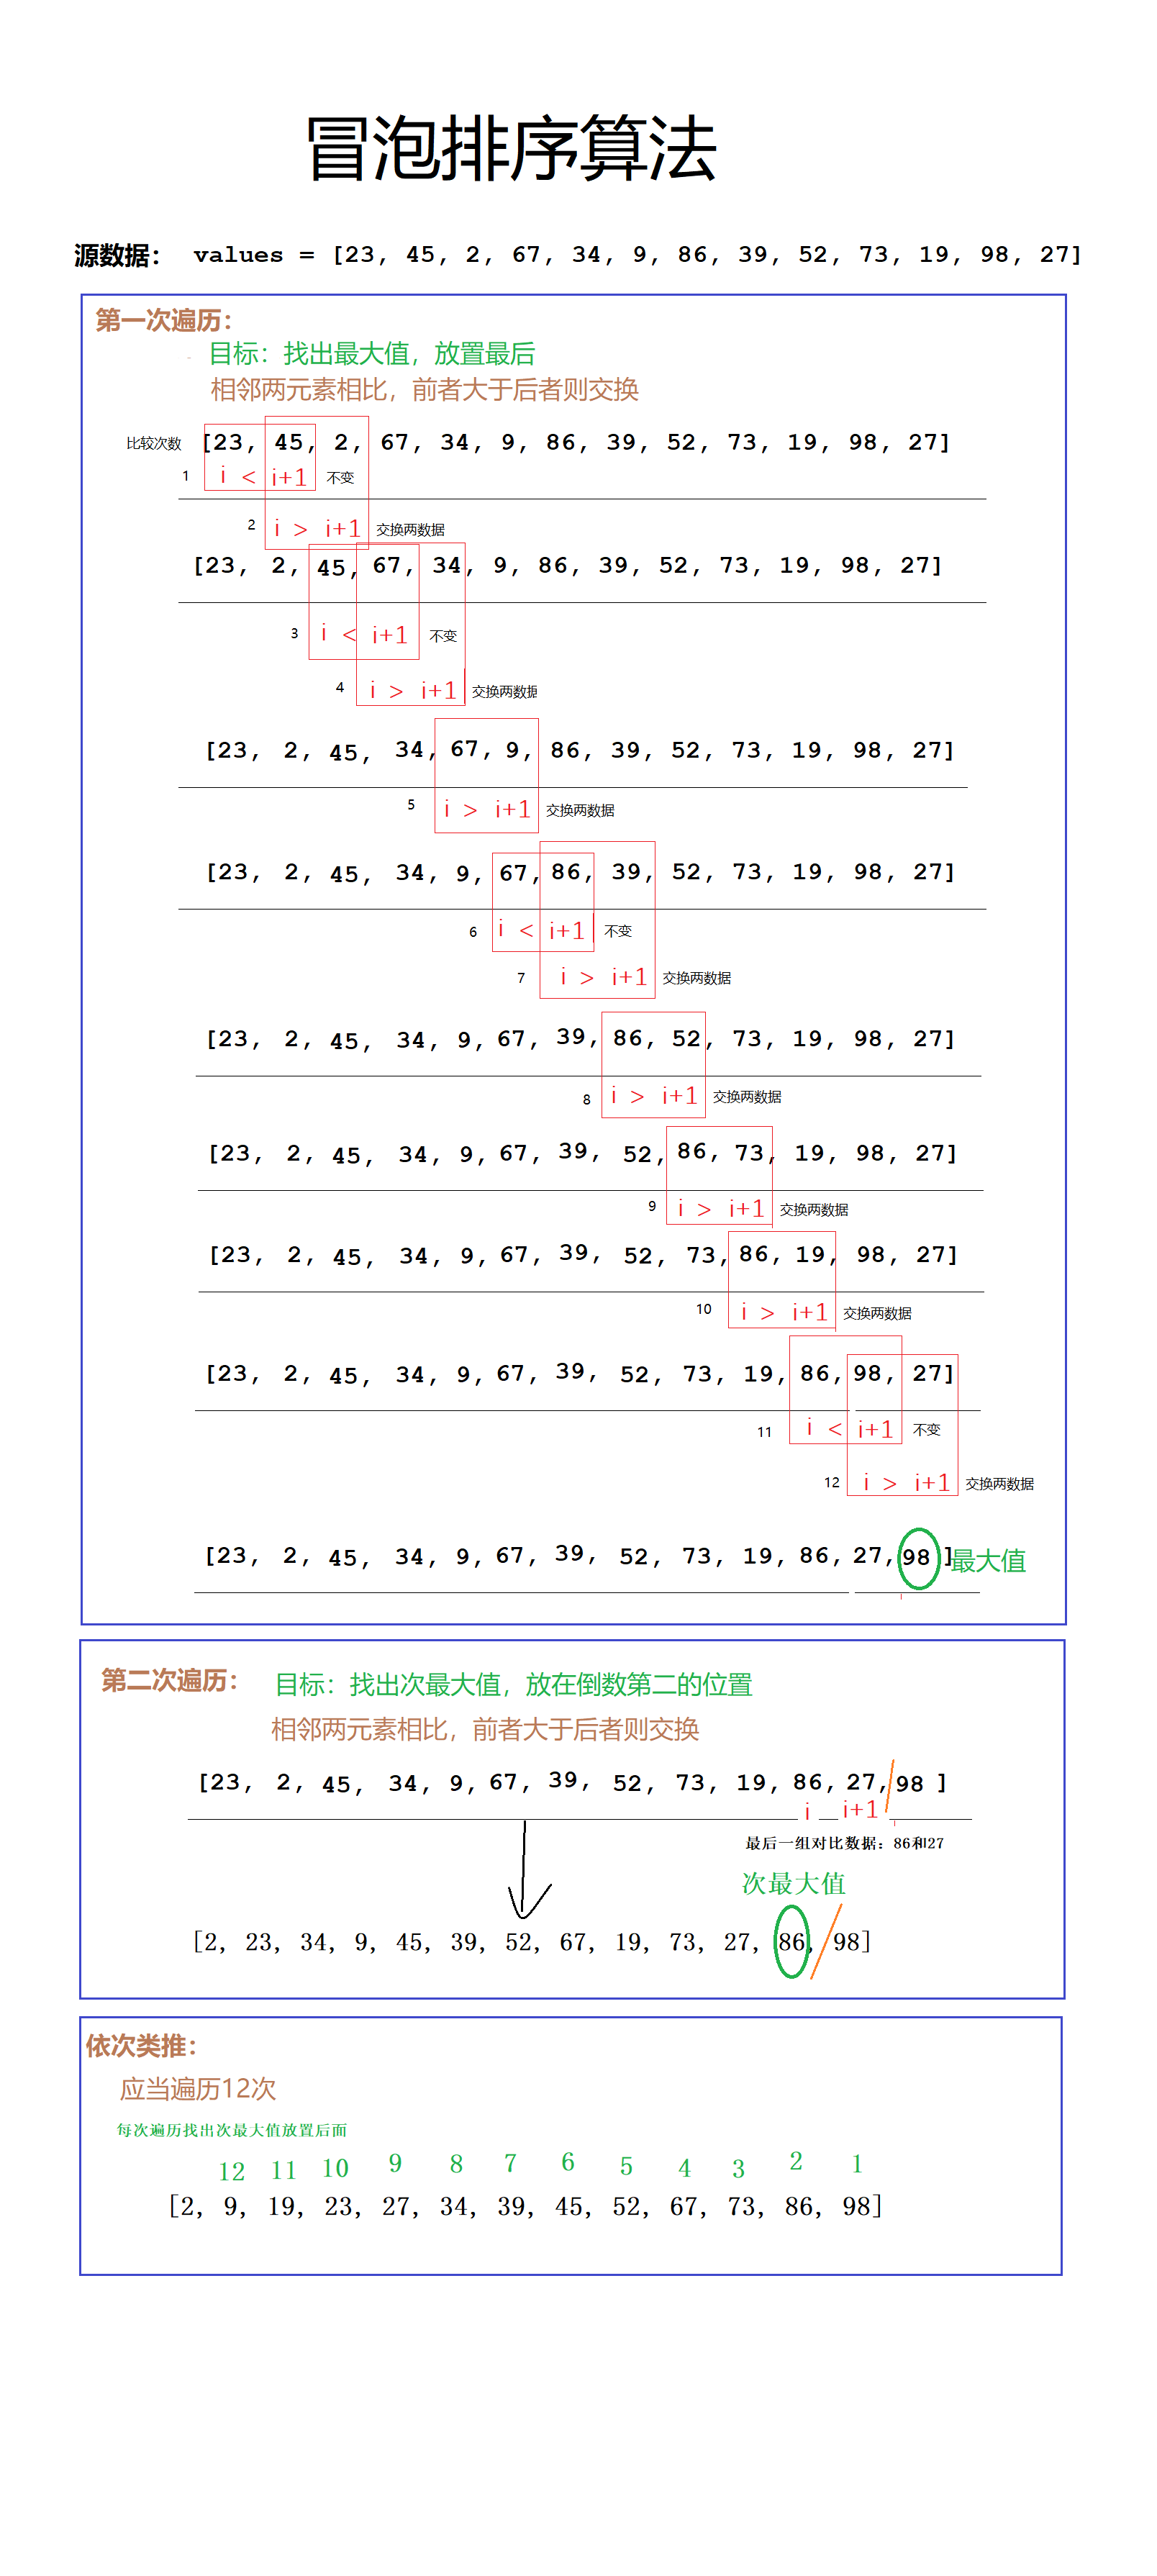 冒泡排序算法
源数据： values = [23, 45, 2, 67, 34, 9, 86, 39, 52, 73, 19, 98, 27]
第一次遍历：
目标：找出最大值，放置最后
相邻两元素相比，前者大于后者则交换
比较次数 [23, 45, 2, 67, 34, 9, 86, 39, 52, 73, 19, 98, 27]
1 i < i+1 不变
2 i > i+1 交换两数据
[23, 2, 45, 67, 34, 9, 86, 39, 52, 73, 19, 98, 27]
3 i < i+1 不变
4 i > i+1 交换两数据
[23, 2, 45, 34, 67, 9, 86, 39, 52, 73, 19, 98, 27]
5 i > i+1 交换两数据
[23, 2, 45, 34, 9, 67, 86, 39, 52, 73, 19, 98, 27]
6 i < i+1 不变
7 i > i+1 交换两数据
[23, 2, 45, 34, 9, 67, 39, 86, 52, 73, 19, 98, 27]
8 i > i+1 交换两数据
[23, 2, 45, 34, 9, 67, 39, 52, 86, 73, 19, 98, 27]
9 i > i+1 交换两数据
[23, 2, 45, 34, 9, 67, 39, 52, 73, 86, 19, 98, 27]
10 i > i+1 交换两数据
[23, 2, 45, 34, 9, 67, 39, 52, 73, 19, 86, 98, 27]
11 i < i+1 不变
12 i > i+1 交换两数据
[23, 2, 45, 34, 9, 67, 39, 52, 73, 19, 86, 27, 98 ] 最大值
第二次遍历： 目标：找出次最大值，放在倒数第二的位置
相邻两元素相比，前者大于后者则交换
[23, 2, 45, 34, 9, 67, 39, 52, 73, 19, 86, 27, 98 ]
i i+1
最后一组对比数据：86和27
次最大值
[2, 23, 34, 9, 45, 39, 52, 67, 19, 73, 27, 86, 98]
依次类推：
应当遍历12次
每次遍历找出次最大值放置后面
12 11 10 9 8 7 6 5 4 3 2 1
[2, 9, 19, 23, 27, 34, 39, 45, 52, 67, 73, 86, 98]